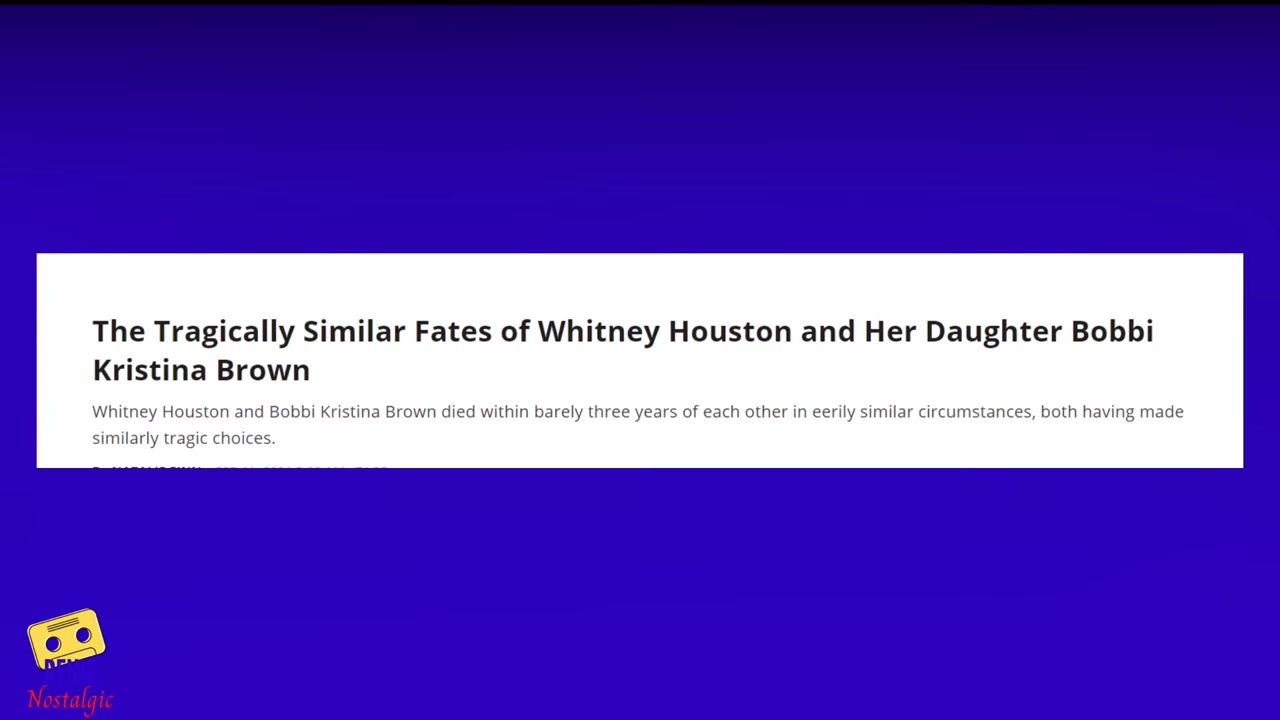 The Tragically Similar Fates of Whitney Houston and Her Daughter Bobbi
Kristina Brown
Whitney Houston and Bobbi Kristina Brown died within barely three years of each other in eerily similar circumstances, both having made
similarly tragic choices.
Nostalgic